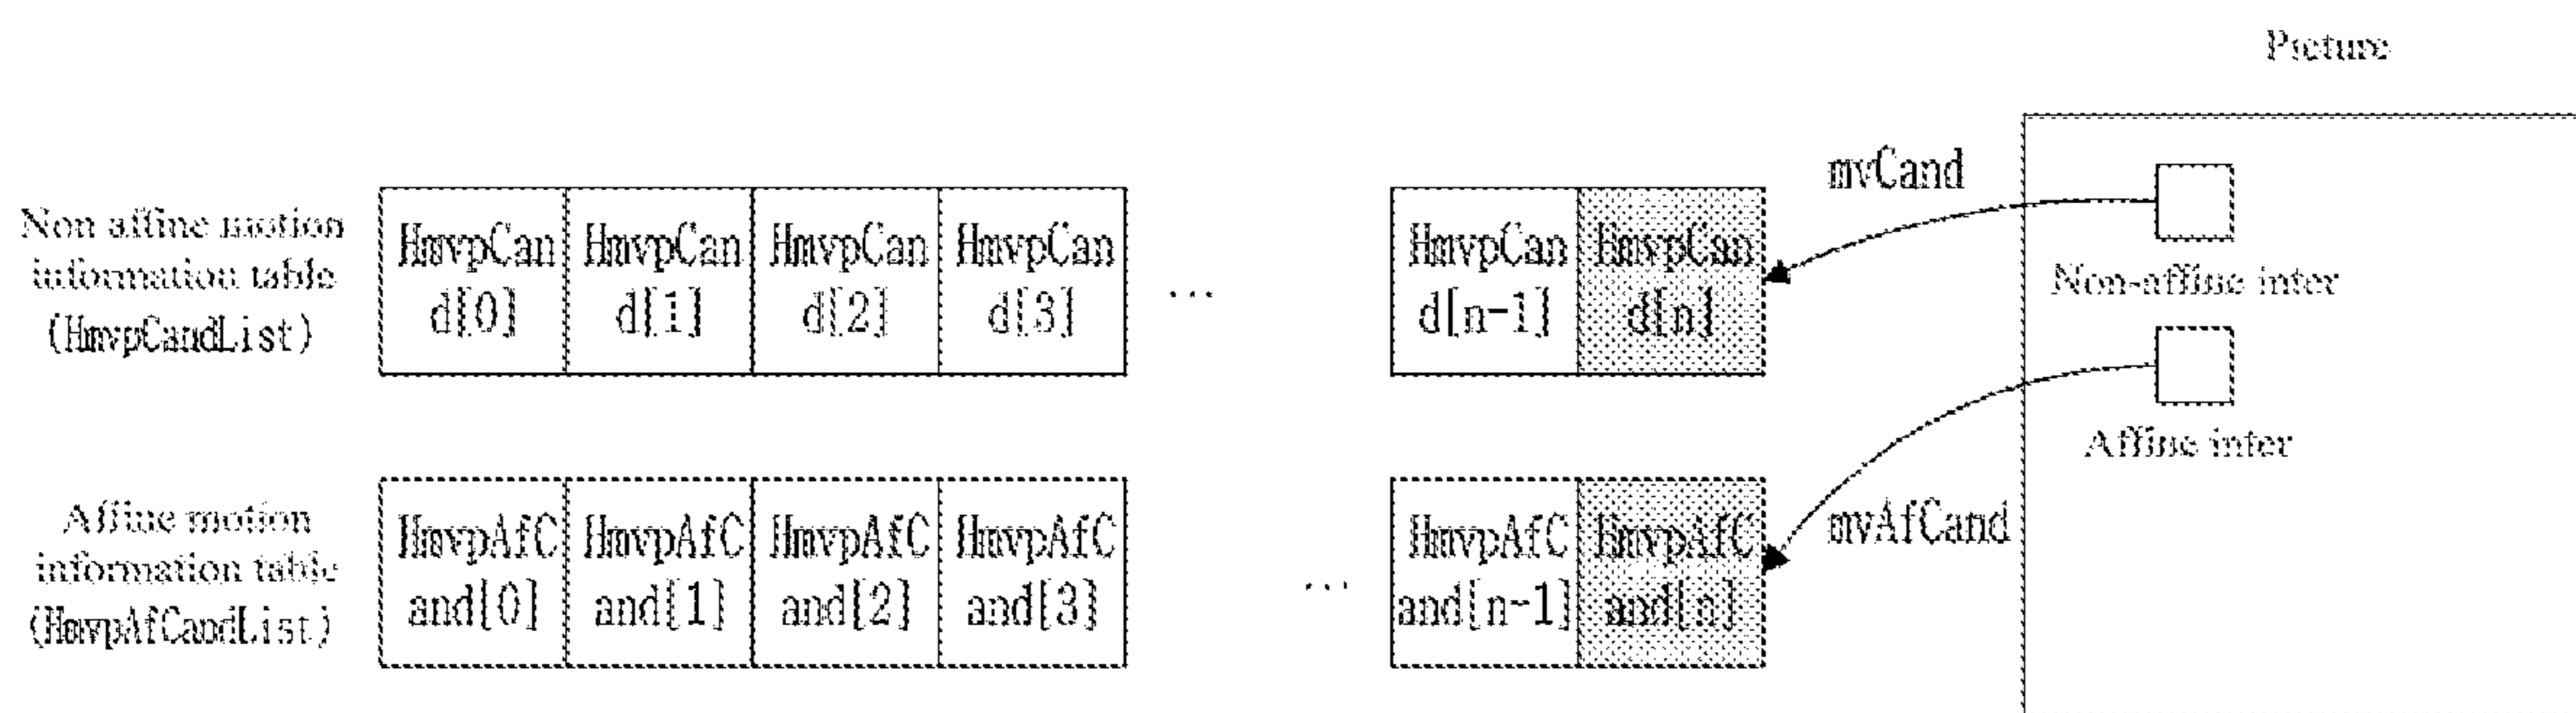 Picture
mvCand
Non affine motion
information table
(HmvpCandList)
HmvpCan
d[0]
HmvpCan
d[1]
HmvpCan
d[2]
HmvpCan
d[3]
...
HmvpCan
d[n-1]
HmvpCan
d[n]
Non-affine inter
Affine inter
Affine motion
information table
(HmvpAfCandList)
HmvpAfC
and[0]
HmvpAfC
and[1]
HmvpAfC
and[2]
HmvpAfC
and[3]
...
HmvpAfC
and[n-1]
HmvpAfC
and[n]
mvAfCand